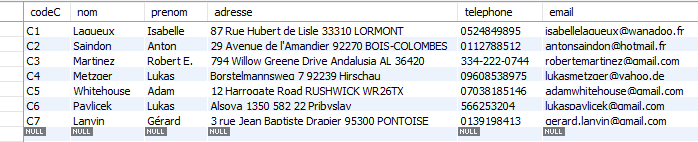 codeC nom prenom adresse telephone email
C1 Laqueux Isabelle 87 Rue Hubert de Lisle 33310 LORMONT 0524849895 isabellelaqueux@wanadoo.fr
C2 Saindon Anton 29 Avenue de l'Amandier 92270 BOIS-COLOMBES 0112788512 antonsaindon@hotmail.fr
C3 Martinez Robert E. 794 Willow Greene Drive Andalusia AL 36420 334-222-0744 robertemartinez@gmail.com
C4 Metzger Lukas Borstelmannsweg 7 92239 Hirschau 09608538975 lukasmetzger@yahoo.de
C5 Whitehouse Adam 12 Harrogate Road RUSHWICK WR26TX 07038185146 adamwhitehouse@gmail.com
C6 Pavlicek Lukas Alsova 1350 582 22 Pribyslav 566253204 lukaspavlicek@gmail.com
C7 Lanvin Gérard 3 rue Jean Baptiste Drapier 95300 PONTOISE 0139198413 gerard.lanvin@gmail.com
NULL NULL NULL NULL NULL NULL